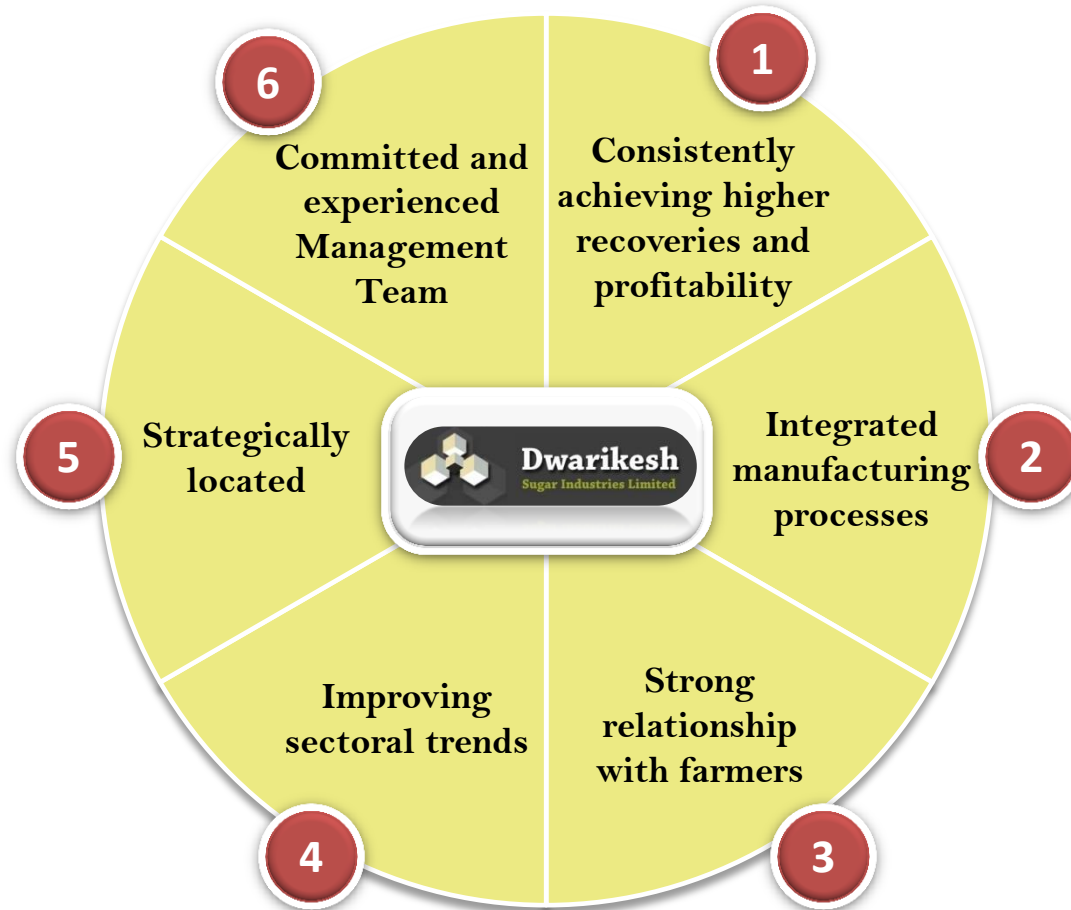 1
Consistently
achieving higher
recoveries and
profitability
2
Integrated
manufacturing
processes
3
Strong
relationship
with farmers
4
Improving
sectoral trends
5
Strategically
located
6
Committed and
experienced
Management
Team
Dwarikesh
Sugar Industries Limited